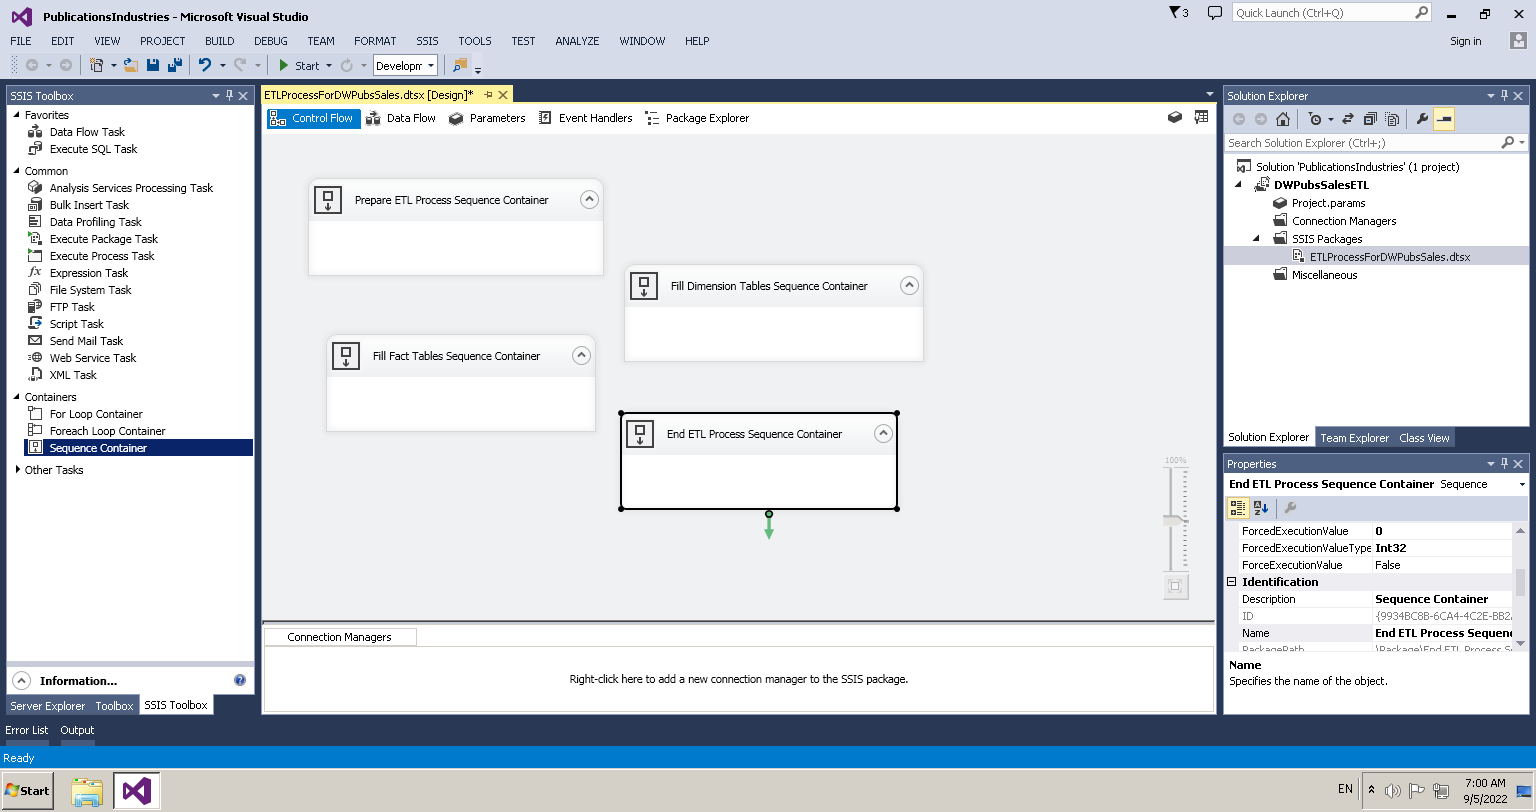 PublicationsIndustries - Microsoft Visual Studio
3
Quick Launch (Ctrl+Q)
FILE EDIT VIEW PROJECT BUILD DEBUG TEAM FORMAT SSIS TOOLS TEST ANALYZE WINDOW HELP
Sign in
Start
Developm
SSIS Toolbox
Favorites
Data Flow Task
Execute SQL Task
Common
Analysis Services Processing Task
Bulk Insert Task
Data Profiling Task
Execute Package Task
Execute Process Task
Expression Task
File System Task
FTP Task
Script Task
Send Mail Task
Web Service Task
XML Task
Containers
For Loop Container
Foreach Loop Container
Sequence Container
Other Tasks
Information...
Server Explorer Toolbox SSIS Toolbox
ETLProcessForDWPubsSales.dtsx [Design]*
Control Flow Data Flow Parameters Event Handlers Package Explorer
Prepare ETL Process Sequence Container
Fill Dimension Tables Sequence Container
Fill Fact Tables Sequence Container
End ETL Process Sequence Container
100%
Connection Managers
Right-click here to add a new connection manager to the SSIS package.
Solution Explorer
Search Solution Explorer (Ctrl+;)
Solution 'PublicationsIndustries' (1 project)
DWPubsSalesETL
Project.params
Connection Managers
SSIS Packages
ETLProcessForDWPubsSales.dtsx
Miscellaneous
Solution Explorer Team Explorer Class View
Properties
End ETL Process Sequence Container Sequence
ForcedExecutionValue 0
ForcedExecutionValueType Int32
ForceExecutionValue False
Identification
Description Sequence Container
ID {9934BC8B-6CA4-4C2E-BB2
Name End ETL Process Sequen
PackagePath \Package\End ETL Process S
Name
Specifies the name of the object.
Error List Output
Ready
Start
EN
7:00 AM
9/5/2022